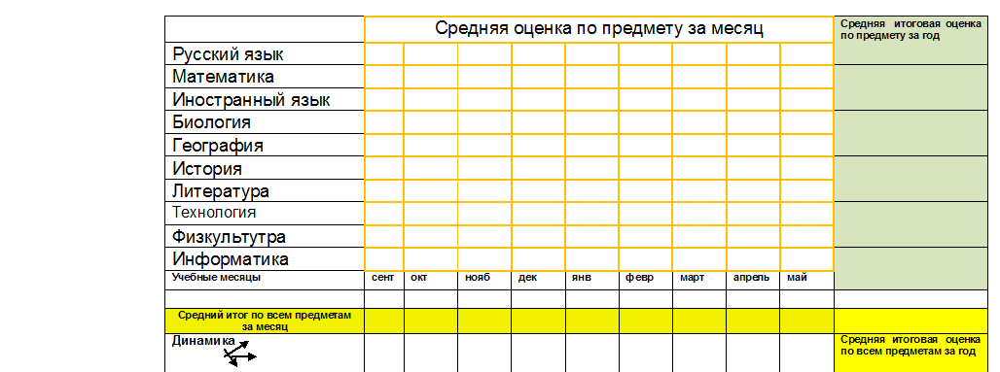 Средняя оценка по предмету за месяц
Средняя итоговая оценка
по предмету за год
Русский язык
Математика
Иностранный язык
Биология
География
История
Литература
Технология
Физкультутра
Информатика
Учебные месяцы сент окт нояб дек янв февр март апрель май
Средний итог по всем предметам
за месяц
Динамика
Средняя итоговая оценка
по всем предметам за год